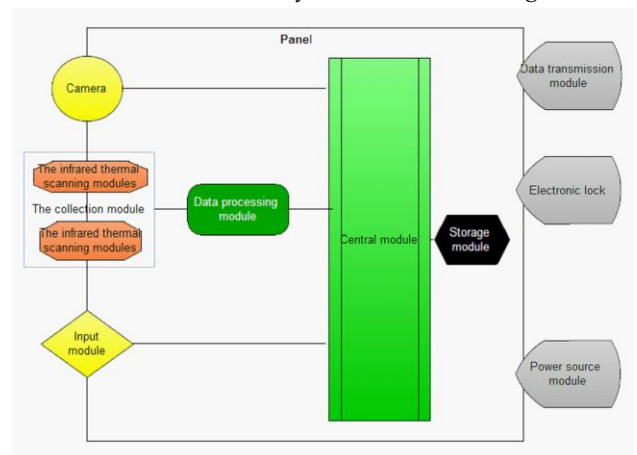 Panel
Camera
Data transmission
module
The infrared thermal
scanning modules
The collection module
The infrared thermal
scanning modules
Data processing
module
Central module
Storage
module
Electronic lock
Input
module
Power source
module